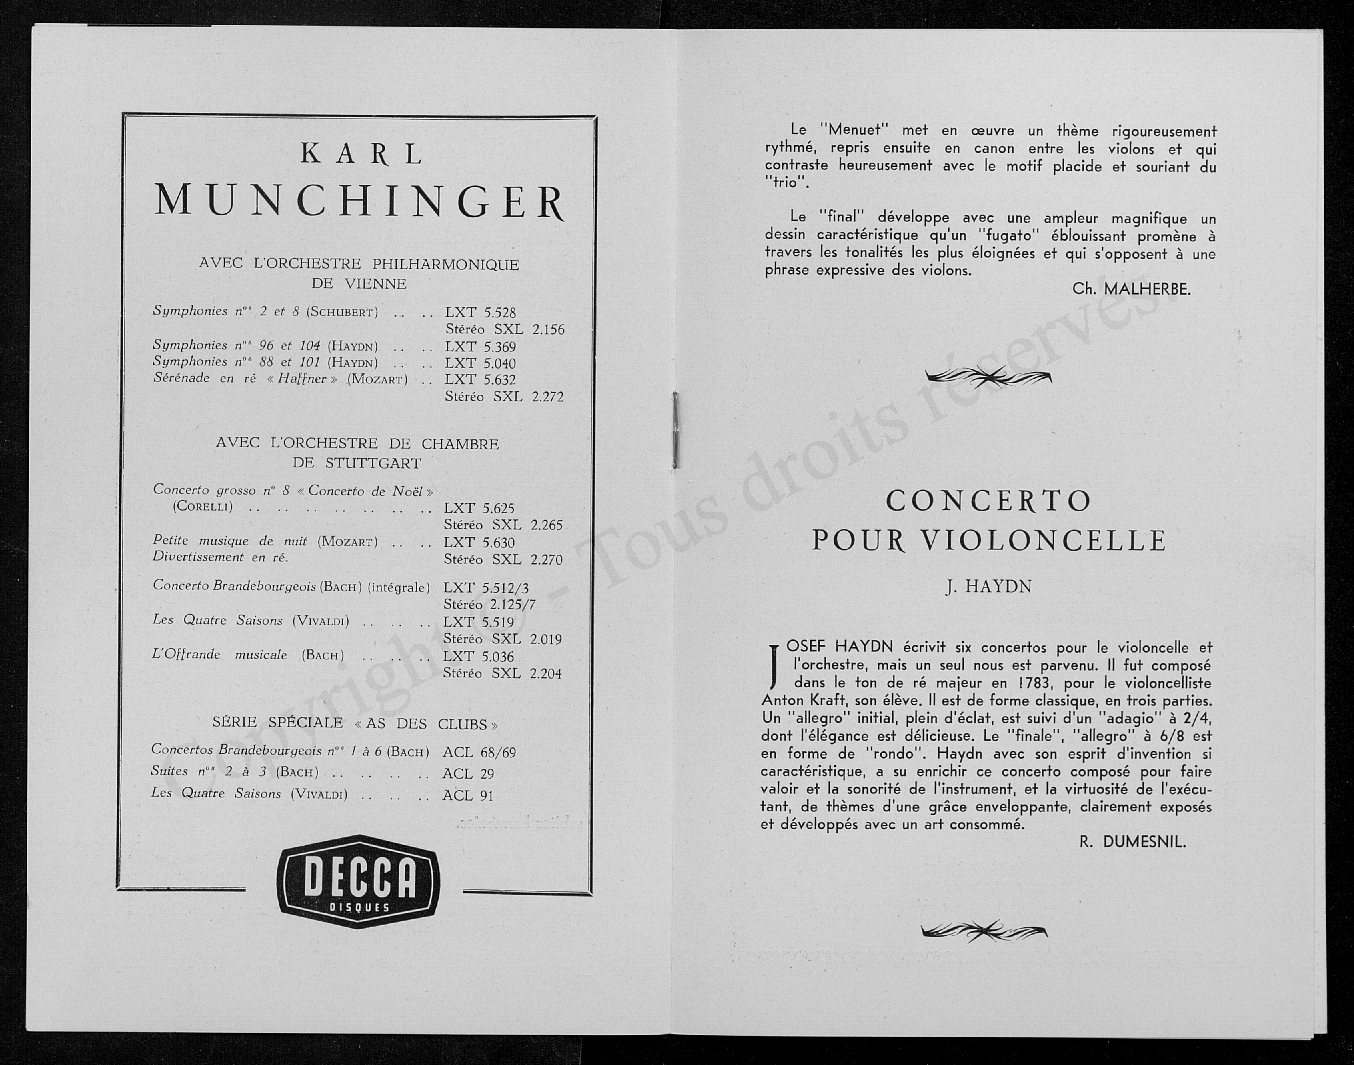 KARL
MUNCHINGER
AVEC L'ORCHESTRE PHILHARMONIQUE
DE VIENNE
Symphonies nos 2 et 8 (SCHUBERT) .. .. LXT 5.528
Stéréo SXL 2.156
Symphonies nos 96 et 104 (HAYDN) .. .. LXT 5.369
Symphonies nos 88 et 101 (HAYDN) .. .. LXT 5.040
Sérénade en ré « Haffner » (MOZART) .. LXT 5.632
Stéréo SXL 2.272
AVEC L'ORCHESTRE DE CHAMBRE
DE STUTTGART
Concerto grosso n° 8 « Concerto de Noël »
(CORELLI) .. .. .. .. .. .. .. LXT 5.625
Stéréo SXL 2.265
Petite musique de nuit (MOZART) .. .. LXT 5.630
Divertissement en ré. Stéréo SXL 2.270
Concerto Brandebourgeois (BACH) (intégrale) LXT 5.512/3
Stéréo 2.125/7
Les Quatre Saisons (VIVALDI) .. .. .. LXT 5.519
Stéréo SXL 2.019
L'Offrande musicale (BACH) .. .. .. LXT 5.036
Stéréo SXL 2.204
SÉRIE SPÉCIALE « AS DES CLUBS »
Concertos Brandebourgeois nos 1 à 6 (BACH) ACL 68/69
Suites nos 2 à 3 (BACH) .. .. .. .. ACL 29
Les Quatre Saisons (VIVALDI) .. .. .. ACL 91
DECCA
DISQUES
Le "Menuet" met en œuvre un thème rigoureusement
rythmé, repris ensuite en canon entre les violons et qui
contraste heureusement avec le motif placide et souriant du
"trio".
Le "final" développe avec une ampleur magnifique un
dessin caractéristique qu'un "fugato" éblouissant promène à
travers les tonalités les plus éloignées et qui s'opposent à une
phrase expressive des violons.
Ch. MALHERBE.
CONCERTO
POUR VIOLONCELLE
J. HAYDN
JOSEF HAYDN écrivit six concertos pour le violoncelle et
l'orchestre, mais un seul nous est parvenu. Il fut composé
dans le ton de ré majeur en 1783, pour le violoncelliste
Anton Kraft, son élève. Il est de forme classique, en trois parties.
Un "allegro" initial, plein d'éclat, est suivi d'un "adagio" à 2/4,
dont l'élégance est délicieuse. Le "finale", "allegro" à 6/8 est
en forme de "rondo". Haydn avec son esprit d'invention si
caractéristique, a su enrichir ce concerto composé pour faire
valoir et la sonorité de l'instrument, et la virtuosité de l'exécu-
tant, de thèmes d'une grâce enveloppante, clairement exposés
et développés avec un art consommé.
R. DUMESNIL.
Copyright © - Tous droits réservés.